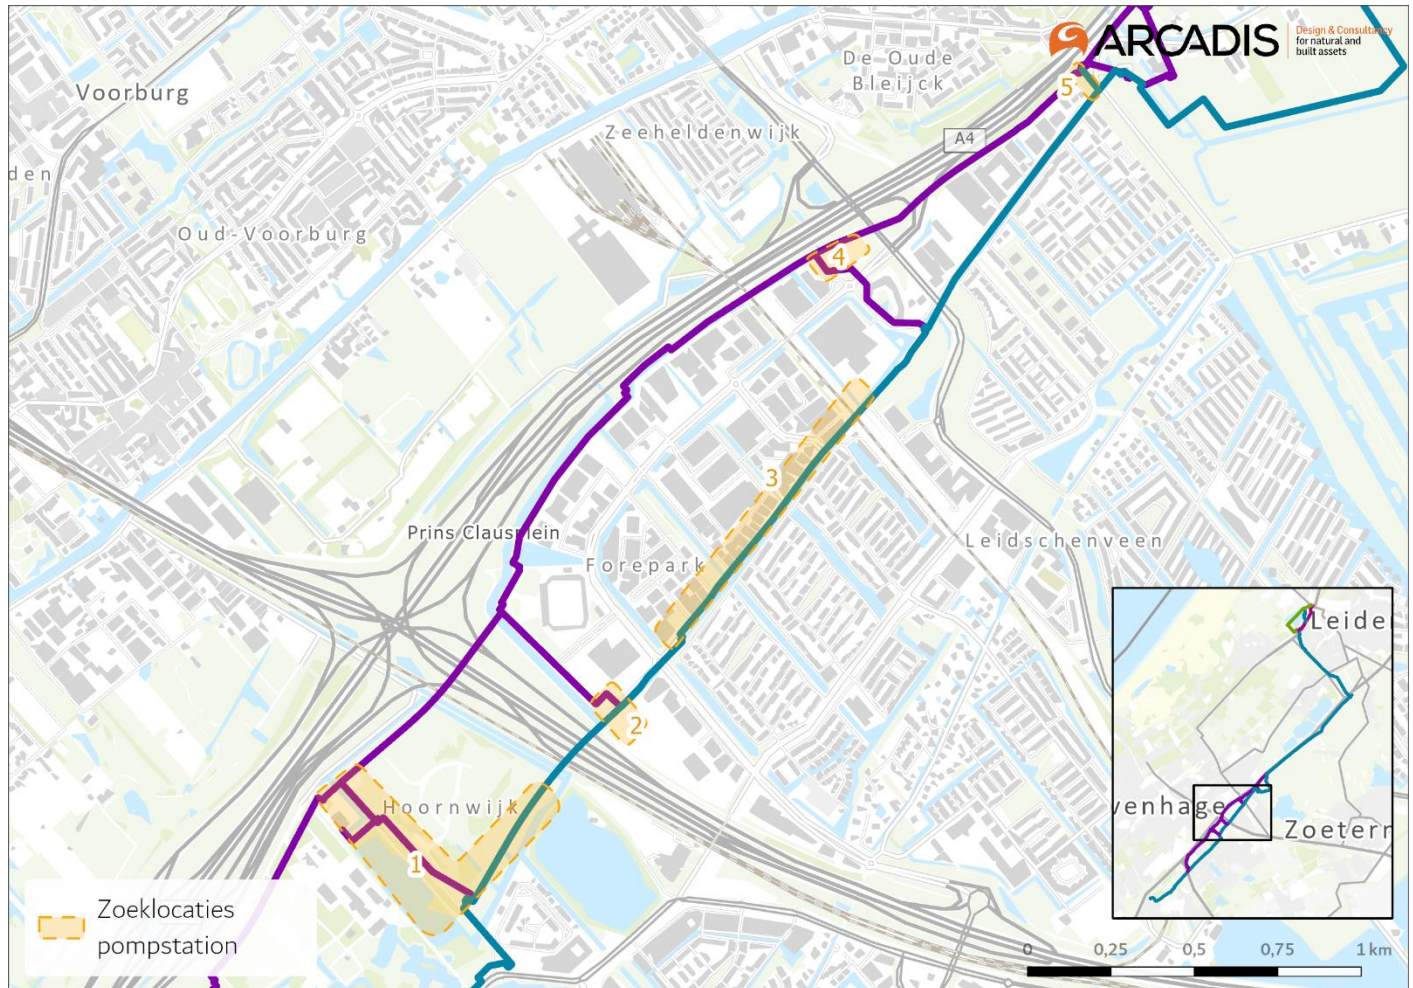 ARCADIS
Design & Consultancy
for natural and
built assets
De Oude
Bleijck
Voorburg
5
Zeeheldenwijk
A4
den
Oud-Voorburg
4
3
Prins Clausplein
Leidschenveen
Forepark
Leide
2
Hoornwijk
venhage
Zoeterm
1
Zoeklocaties
pompstation
0 0,25 0,5 0,75 1 km